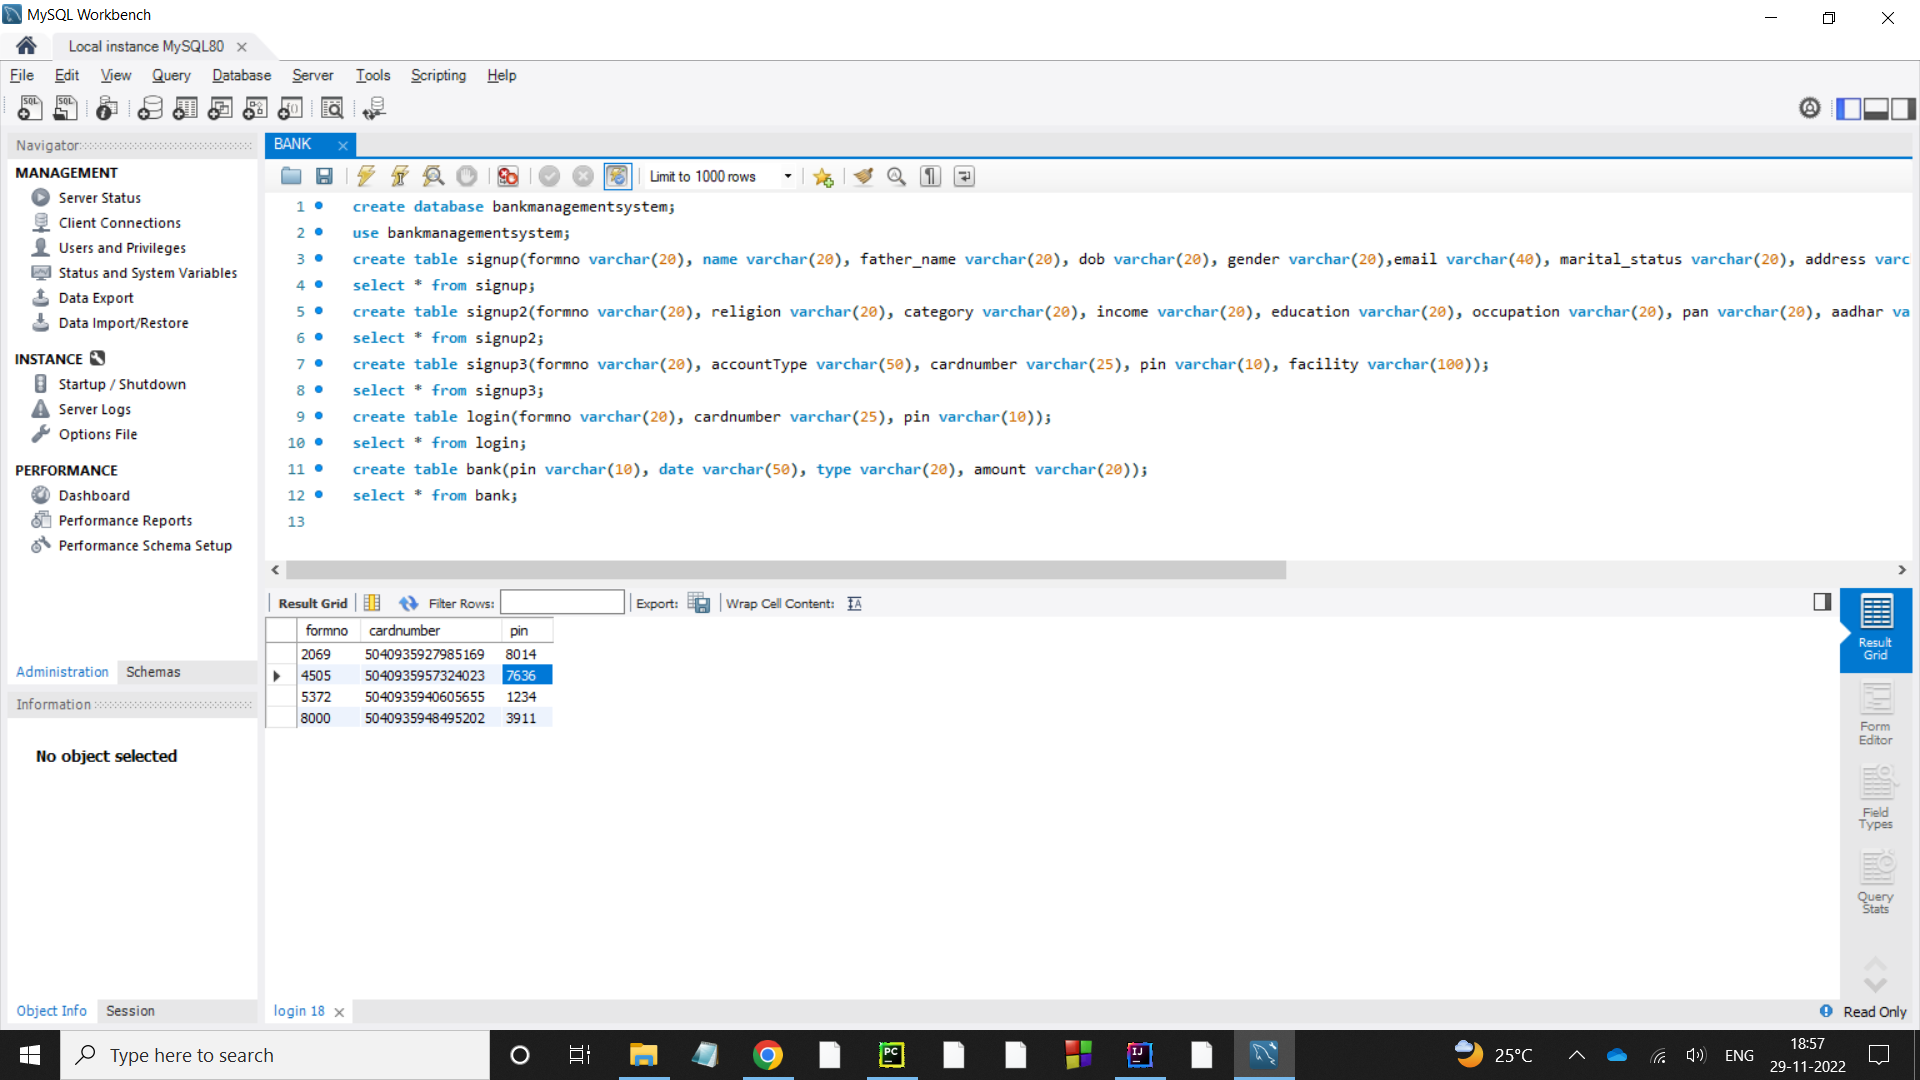 MySQL Workbench
Local instance MySQL80
File Edit View Query Database Server Tools Scripting Help
Navigator
MANAGEMENT
Server Status
Client Connections
Users and Privileges
Status and System Variables
Data Export
Data Import/Restore
INSTANCE
Startup / Shutdown
Server Logs
Options File
PERFORMANCE
Dashboard
Performance Reports
Performance Schema Setup
Administration Schemas
Information
No object selected
Object Info Session
BANK
Limit to 1000 rows
1 create database bankmanagementsystem;
2 use bankmanagementsystem;
3 create table signup(formno varchar(20), name varchar(20), father_name varchar(20), dob varchar(20), gender varchar(20),email varchar(40), marital_status varchar(20), address varc
4 select * from signup;
5 create table signup2(formno varchar(20), religion varchar(20), category varchar(20), income varchar(20), education varchar(20), occupation varchar(20), pan varchar(20), aadhar va
6 select * from signup2;
7 create table signup3(formno varchar(20), accountType varchar(50), cardnumber varchar(25), pin varchar(10), facility varchar(100));
8 select * from signup3;
9 create table login(formno varchar(20), cardnumber varchar(25), pin varchar(10));
10 select * from login;
11 create table bank(pin varchar(10), date varchar(50), type varchar(20), amount varchar(20));
12 select * from bank;
13
Result Grid Filter Rows: Export: Wrap Cell Content:
formno cardnumber pin
2069 5040935927985169 8014
4505 5040935957324023 7636
5372 5040935940605655 1234
8000 5040935948495202 3911
Result
Grid
Form
Editor
Field
Types
Query
Stats
login 18
Read Only
Type here to search
25°C
ENG
18:57
29-11-2022